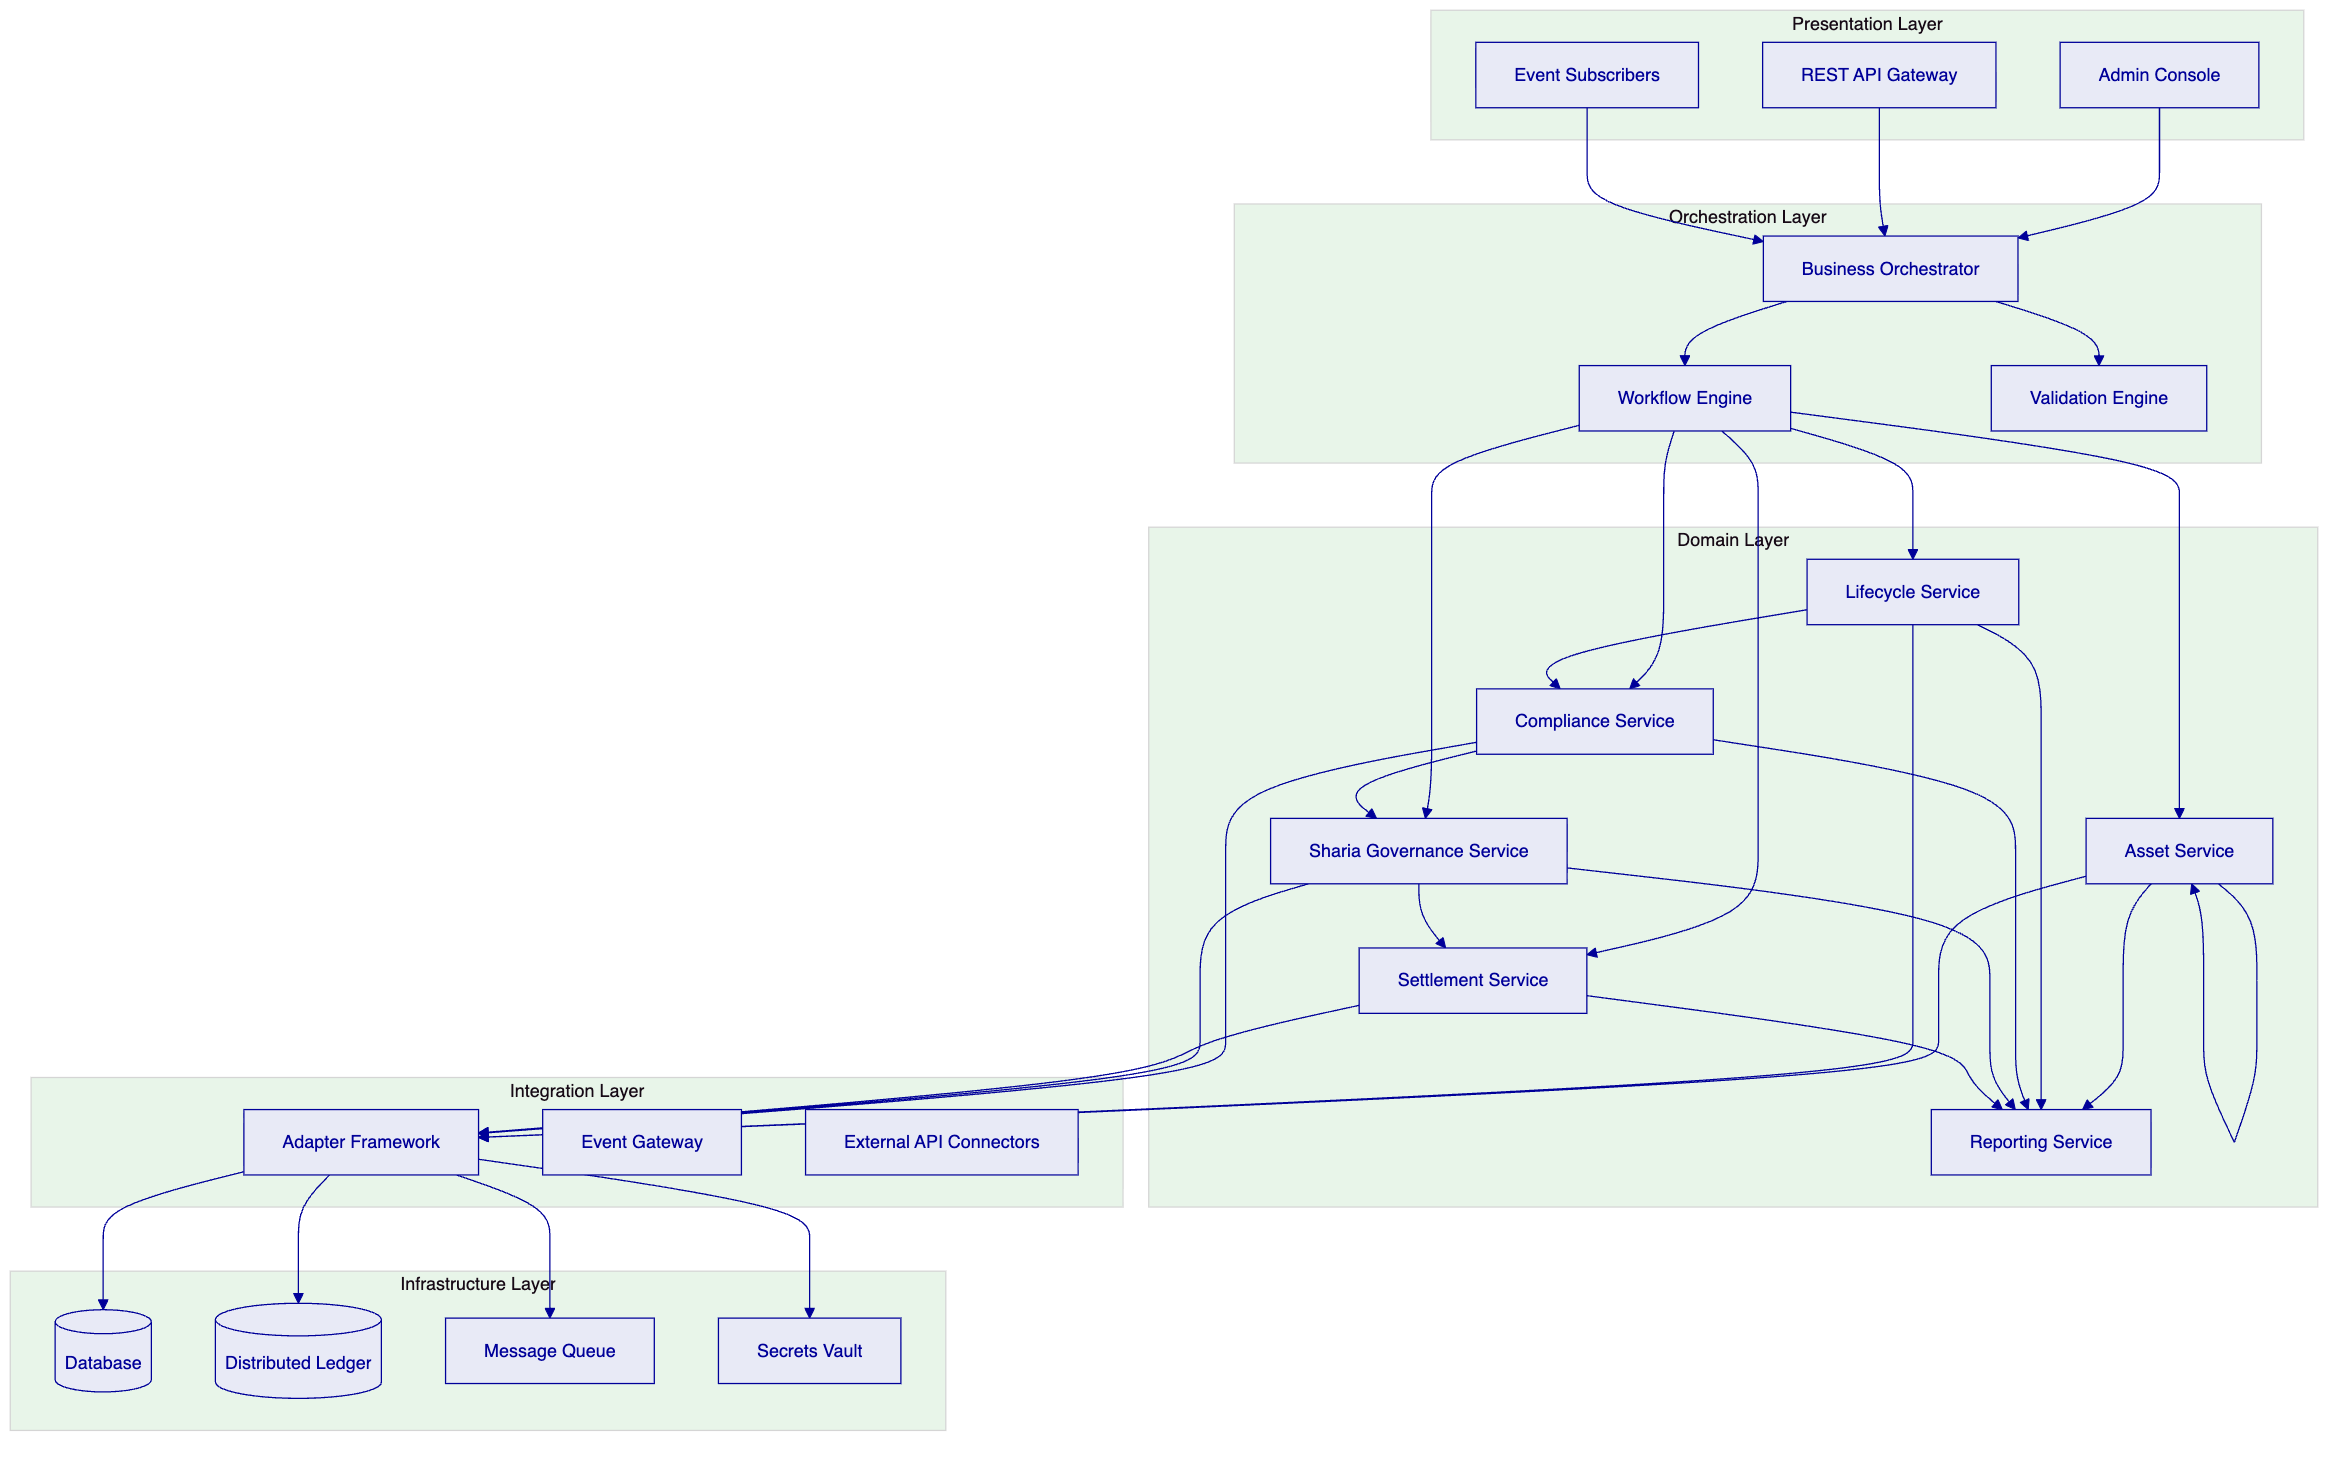 Presentation Layer
Event Subscribers
REST API Gateway
Admin Console
Orchestration Layer
Business Orchestrator
Workflow Engine
Validation Engine
Domain Layer
Lifecycle Service
Compliance Service
Sharia Governance Service
Asset Service
Settlement Service
Reporting Service
Integration Layer
Adapter Framework
Event Gateway
External API Connectors
Infrastructure Layer
Database
Distributed Ledger
Message Queue
Secrets Vault